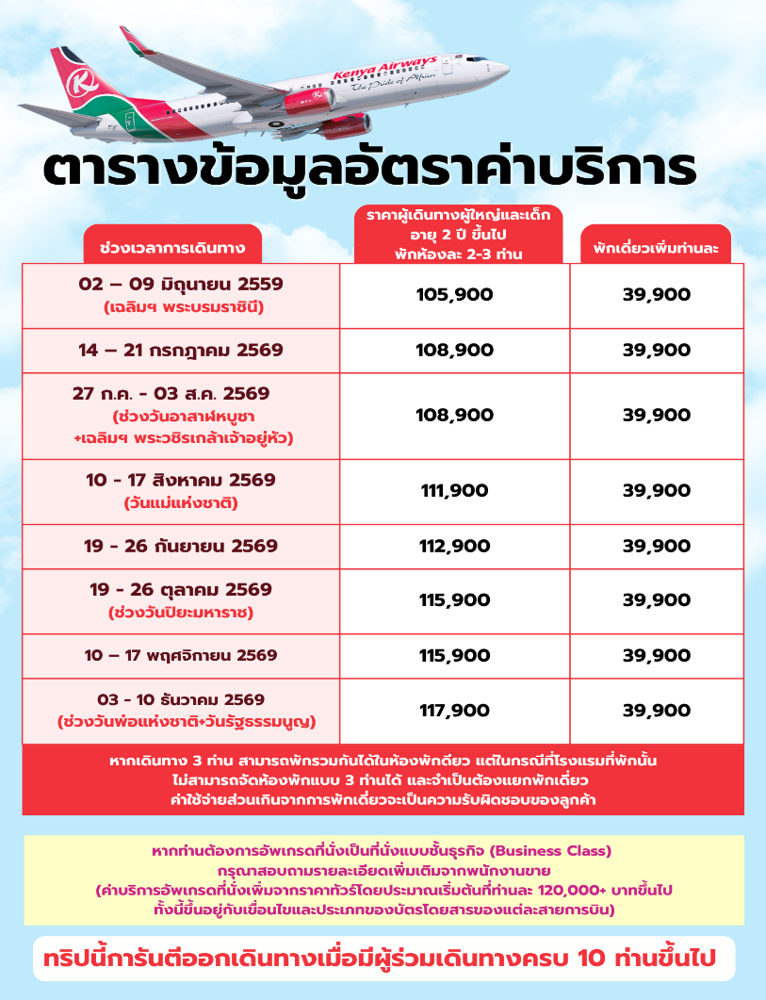 Kenya Airways
The Pride of Africa
ตารางข้อมูลอัตราค่าบริการ
ช่วงเวลาการเดินทาง
ราคาผู้เดินทางผู้ใหญ่และเด็ก
อายุ 2 ปี ขึ้นไป
พักห้องละ 2-3 ท่าน
พักเดี่ยวเพิ่มท่านละ
02 – 09 มิถุนายน 2559
(เฉลิมฯ พระบรมราชินี)
105,900
39,900
14 – 21 กรกฎาคม 2569
108,900
39,900
27 ก.ค. - 03 ส.ค. 2569
(ช่วงวันอาสาฬหบูชา
+เฉลิมฯ พระวชิรเกล้าเจ้าอยู่หัว)
108,900
39,900
10 - 17 สิงหาคม 2569
(วันแม่แห่งชาติ)
111,900
39,900
19 - 26 กันยายน 2569
112,900
39,900
19 - 26 ตุลาคม 2569
(ช่วงวันปิยะมหาราช)
115,900
39,900
10 – 17 พฤศจิกายน 2569
115,900
39,900
03 - 10 ธันวาคม 2569
(ช่วงวันพ่อแห่งชาติ+วันรัฐธรรมนูญ)
117,900
39,900
หากเดินทาง 3 ท่าน สามารถพักรวมกันได้ในห้องพักดียว แต่ในกรณีที่โรงแรมที่พักนั้น
ไม่สามารถจัดห้องพักแบบ 3 ท่านได้ และจำเป็นต้องแยกพักเดี่ยว
ค่าใช้จ่ายส่วนเกินจากการพักเดี่ยวจะเป็นความรับผิดชอบของลูกค้า
หากท่านต้องการอัพเกรดที่นั่งเป็นที่นั่งแบบชั้นธุรกิจ (Business Class)
กรุณาสอบถามรายละเอียดเพิ่มเติมจากพนักงานขาย
(ค่าบริการอัพเกรดที่นั่งเพิ่มจากราคาทัวร์โดยประมาณเริ่มต้นที่ท่านละ 120,000+ บาทขึ้นไป
ทั้งนี้ขึ้นอยู่กับเงื่อนไขและประเภทของบัตรโดยสารของแต่ละสายการบิน)
ทริปนี้การันตีออกเดินทางเมื่อมีผู้ร่วมเดินทางครบ 10 ท่านขึ้นไป